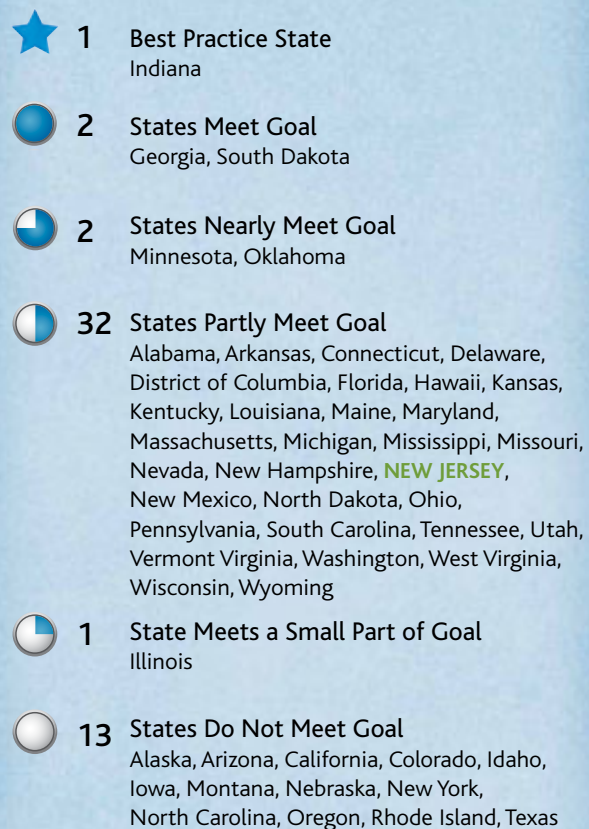 1 Best Practice State
Indiana
2 States Meet Goal
Georgia, South Dakota
2 States Nearly Meet Goal
Minnesota, Oklahoma
32 States Partly Meet Goal
Alabama, Arkansas, Connecticut, Delaware,
District of Columbia, Florida, Hawaii, Kansas,
Kentucky, Louisiana, Maine, Maryland,
Massachusetts, Michigan, Mississippi, Missouri,
Nevada, New Hampshire, NEW JERSEY,
New Mexico, North Dakota, Ohio,
Pennsylvania, South Carolina, Tennessee, Utah,
Vermont Virginia, Washington, West Virginia,
Wisconsin, Wyoming
1 State Meets a Small Part of Goal
Illinois
13 States Do Not Meet Goal
Alaska, Arizona, California, Colorado, Idaho,
Iowa, Montana, Nebraska, New York,
North Carolina, Oregon, Rhode Island, Texas